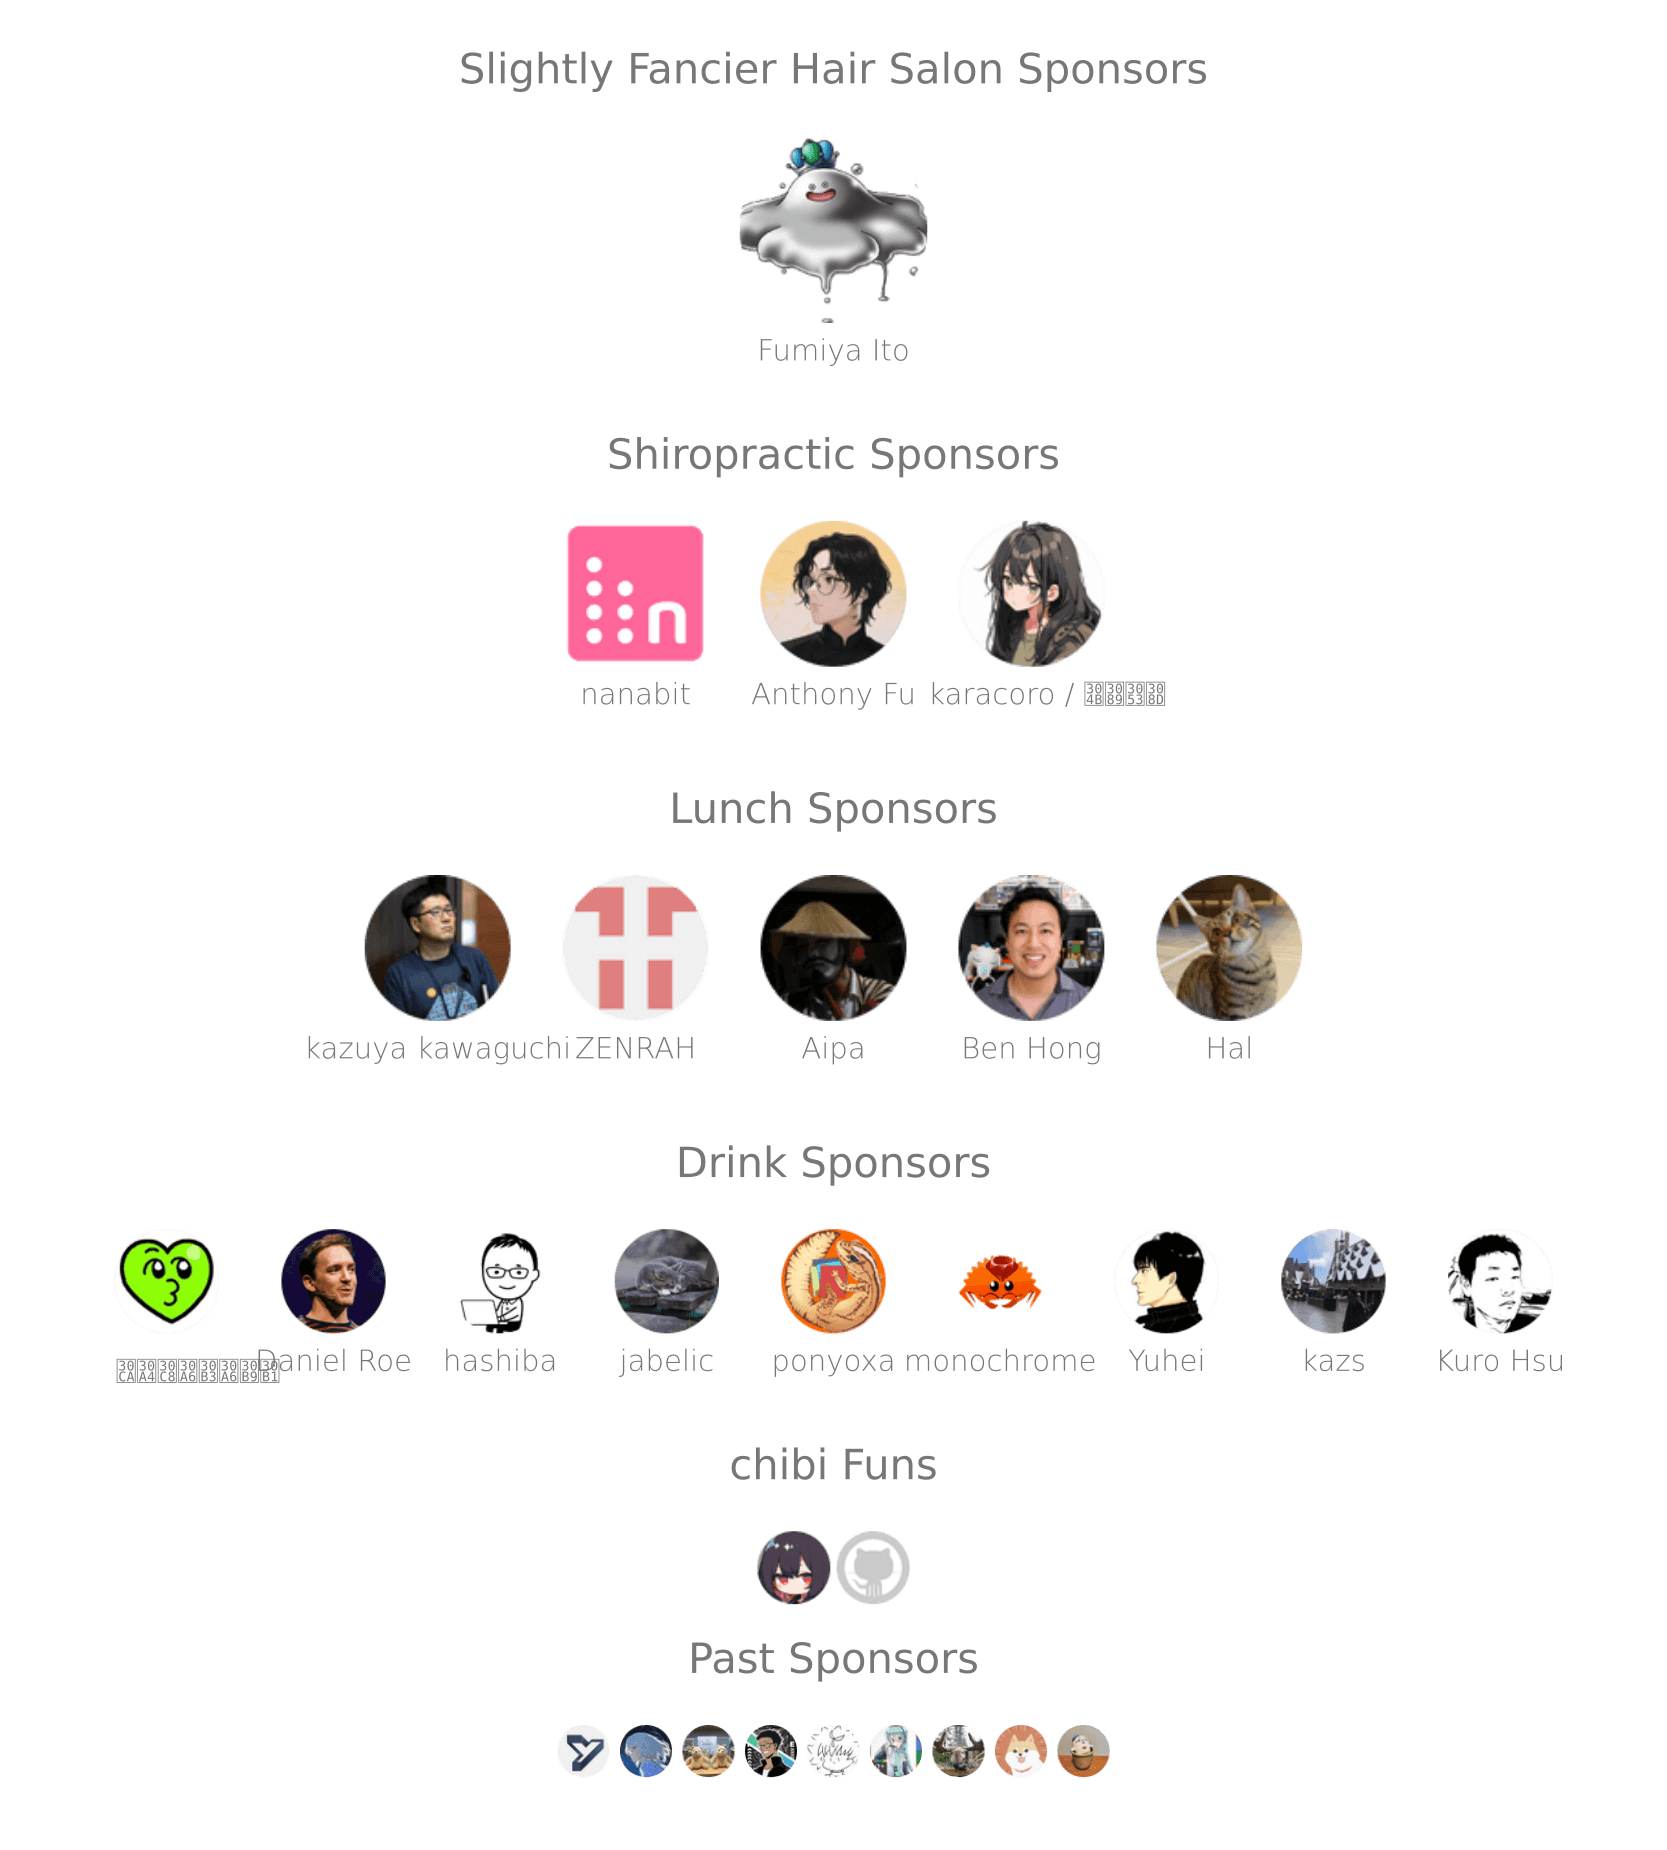 Slightly Fancier Hair Salon Sponsors
Fumiya Ito
Shiropractic Sponsors
n
nanabit
Anthony Fu
karacoro /
Lunch Sponsors
kazuya kawaguchi
ZENRAH
Aipa
Ben Hong
Hal
Drink Sponsors
Daniel Roe
hashiba
jabelic
ponyoxa
monochrome
Yuhei
kazs
Kuro Hsu
chibi Funs
Past Sponsors